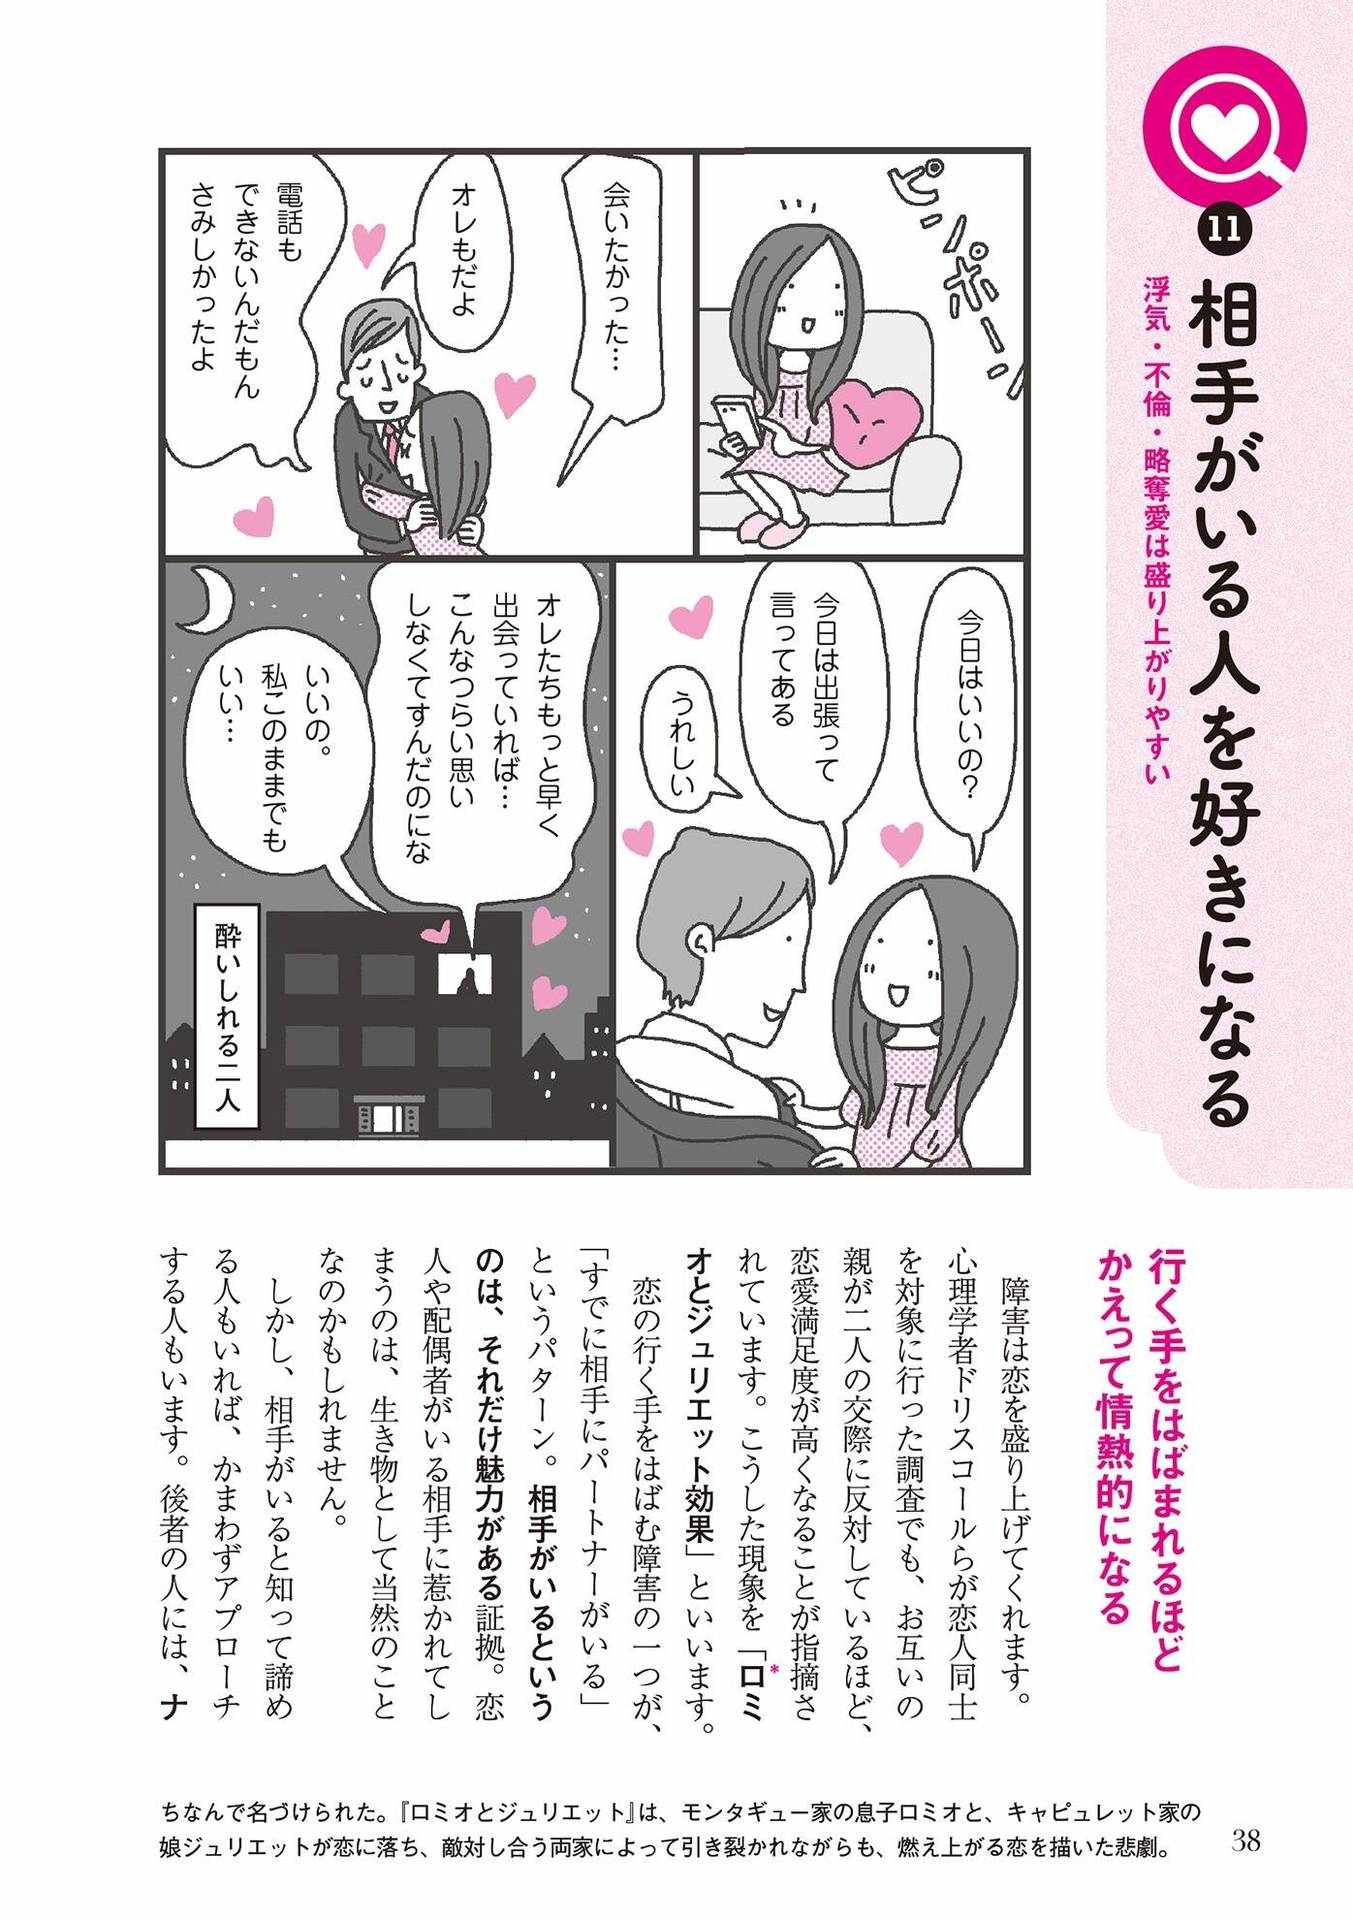 11
相手がいる人を好きになる
浮気・不倫・略奪愛は盛り上がりやすい
ピンポーン
会いたかった…
オレもだよ
電話も
できないんだもん
さみしかったよ
今日はいいの？
今日は出張って
言ってある
うれしい
オレたちもっと早く
出会っていれば…
こんなつらい思い
しなくてすんだのにな
いいの。
私このままでも
いい…
酔いしれる二人
行く手をはばまれるほど
かえって情熱的になる
障害は恋を盛り上げてくれます。
心理学者ドリスコールらが恋人同士
を対象に行った調査でも、お互いの
親が二人の交際に反対しているほど、
恋愛満足度が高くなることが指摘さ
れています。こうした現象を「ロミ*
オとジュリエット効果」といいます。
恋の行く手をはばむ障害の一つが、
「すでに相手にパートナーがいる」
というパターン。相手がいるという
のは、それだけ魅力がある証拠。恋
人や配偶者がいる相手に惹かれてし
まうのは、生き物として当然のこと
なのかもしれません。
しかし、相手がいると知って諦め
る人もいれば、かまわずアプローチ
する人もいます。後者の人には、ナ
ちなんで名づけられた。『ロミオとジュリエット』は、モンタギュー家の息子ロミオと、キャピュレット家の
娘ジュリエットが恋に落ち、敵対し合う両家によって引き裂かれながらも、燃え上がる恋を描いた悲劇。
38